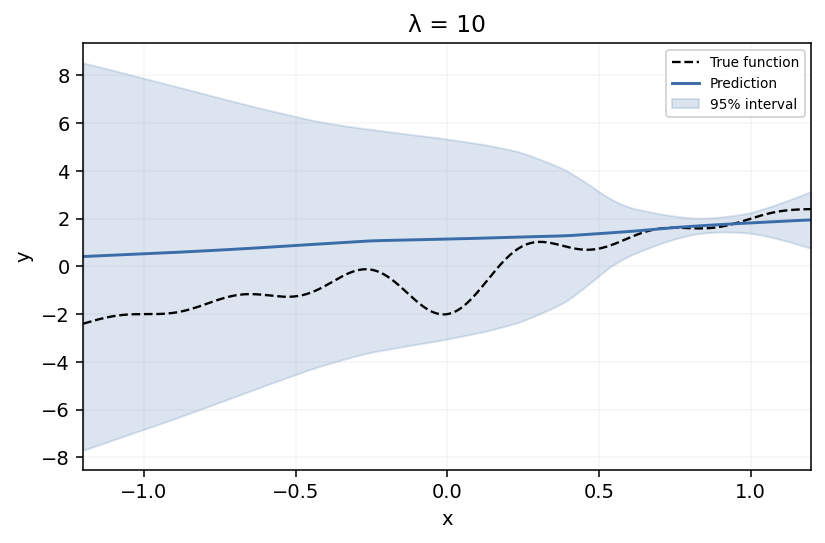 λ = 10
True function
Prediction
95% interval
8
6
4
2
0
−2
−4
−6
−8
y
−1.0
−0.5
0.0
0.5
1.0
x